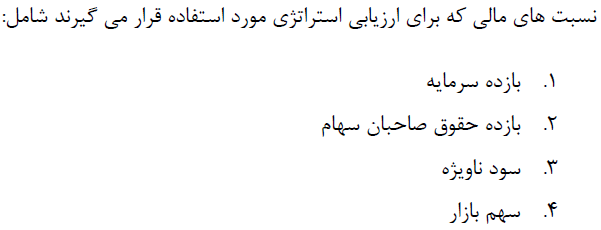 نسبت های مالی که برای ارزیابی استراتژی مورد استفاده قرار می گیرند شامل:
۱. بازده سرمایه
۲. بازده حقوق صاحبان سهام
۳. سود ناویژه
۴. سهم بازار